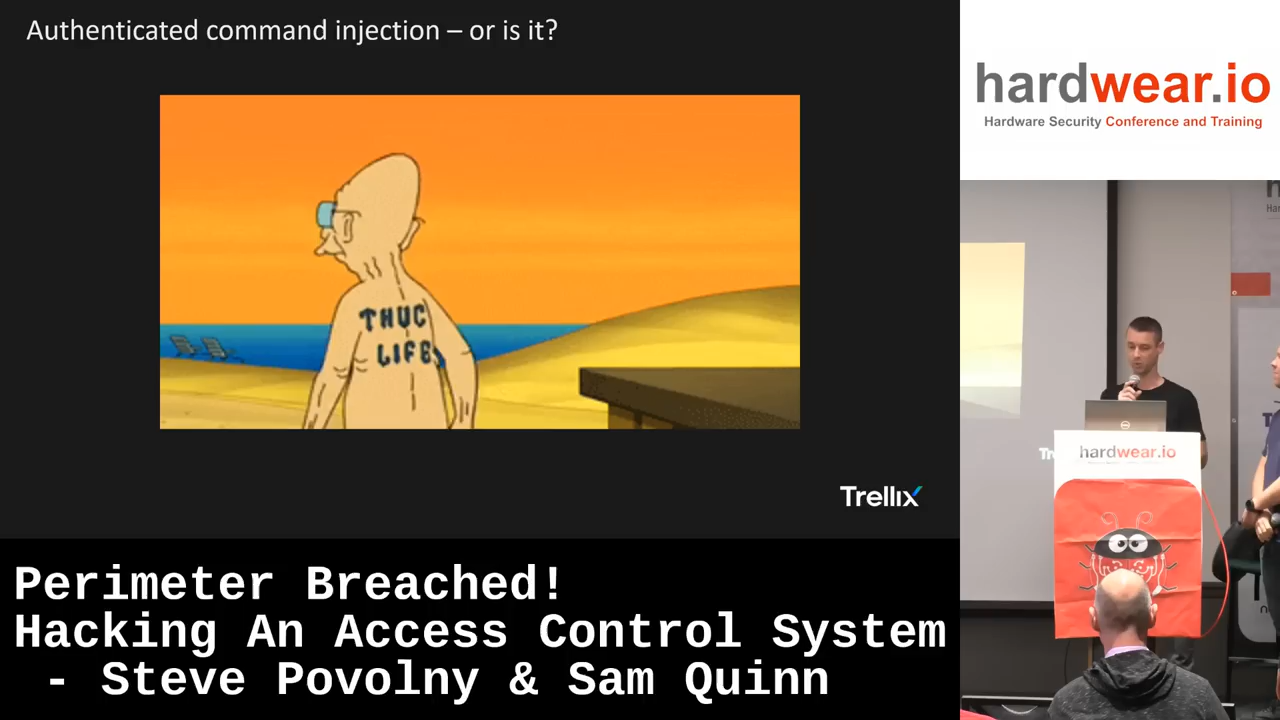 Authenticated command injection – or is it?
THUG
LIFE
Trellix
Perimeter Breached!
Hacking An Access Control System
- Steve Povolny & Sam Quinn
hardwear.io
Hardware Security Conference and Training
hardwear.io